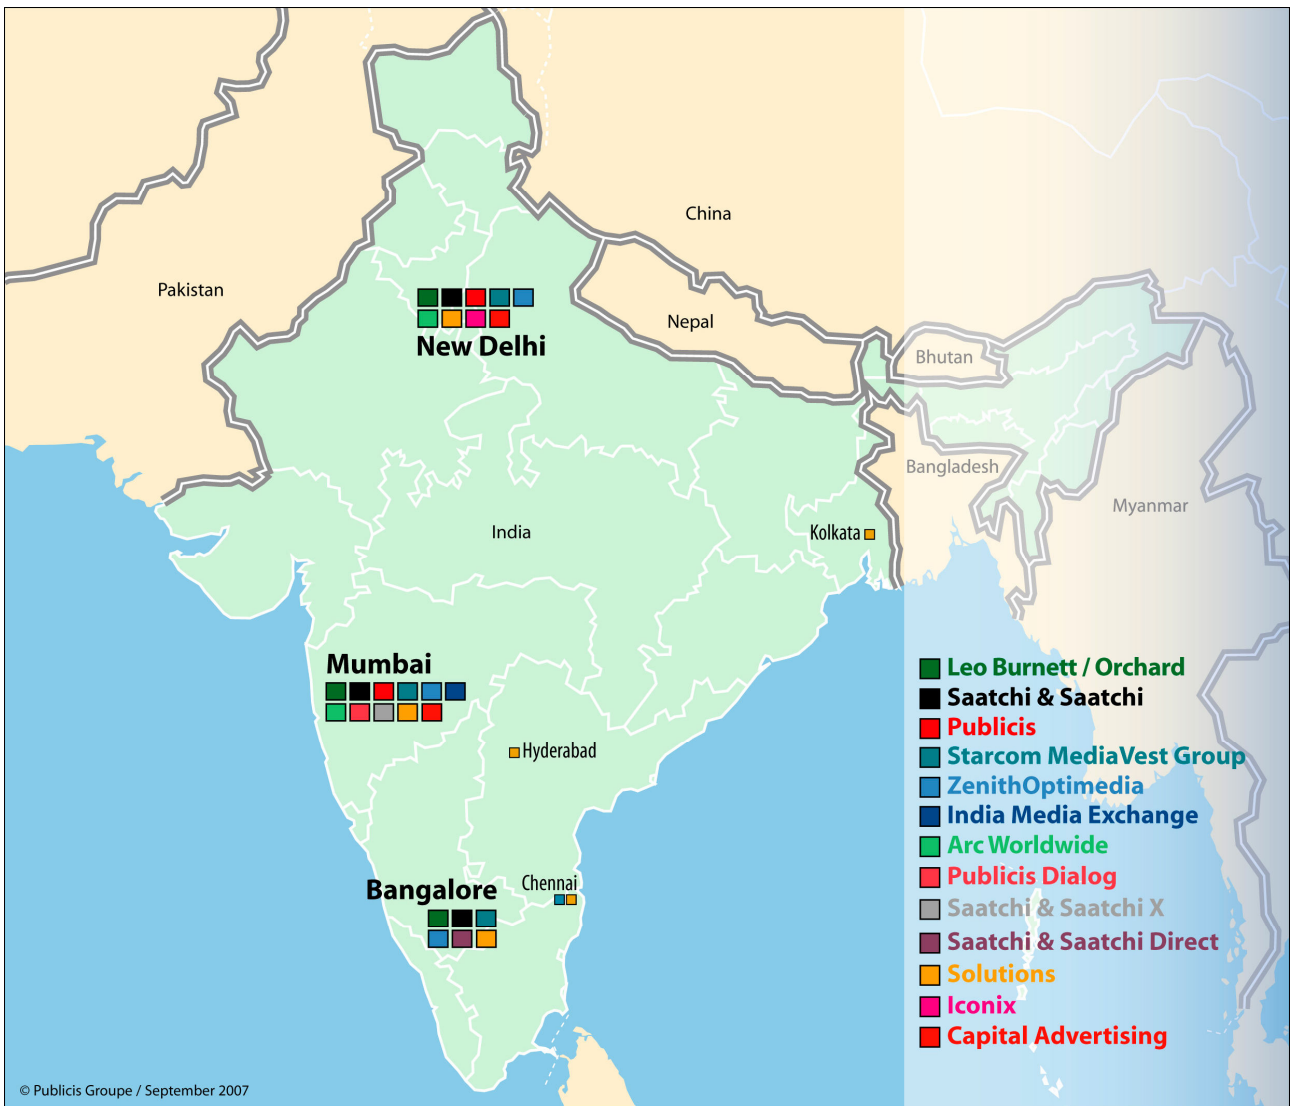 China
Pakistan
Nepal
New Delhi
Bhutan
Bangladesh
Myanmar
India
Kolkata
Mumbai
Hyderabad
Chennai
Bangalore
Leo Burnett / Orchard
Saatchi & Saatchi
Publicis
Starcom MediaVest Group
ZenithOptimedia
India Media Exchange
Arc Worldwide
Publicis Dialog
Saatchi & Saatchi X
Saatchi & Saatchi Direct
Solutions
Iconix
Capital Advertising
© Publicis Groupe / September 2007